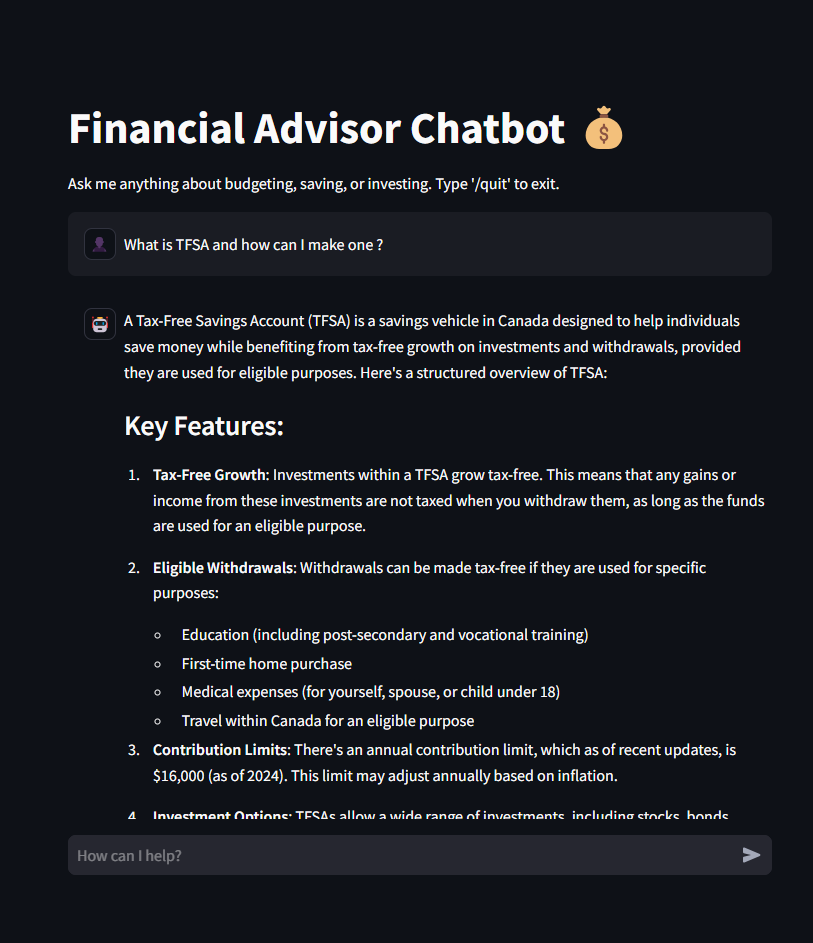 Financial Advisor Chatbot
Ask me anything about budgeting, saving, or investing. Type '/quit' to exit.
What is TFSA and how can I make one ?
A Tax-Free Savings Account (TFSA) is a savings vehicle in Canada designed to help individuals
save money while benefiting from tax-free growth on investments and withdrawals, provided
they are used for eligible purposes. Here's a structured overview of TFSA:
Key Features:
1. Tax-Free Growth: Investments within a TFSA grow tax-free. This means that any gains or
income from these investments are not taxed when you withdraw them, as long as the funds
are used for an eligible purpose.
2. Eligible Withdrawals: Withdrawals can be made tax-free if they are used for specific
purposes:
Education (including post-secondary and vocational training)
First-time home purchase
Medical expenses (for yourself, spouse, or child under 18)
Travel within Canada for an eligible purpose
3. Contribution Limits: There's an annual contribution limit, which as of recent updates, is
$16,000 (as of 2024). This limit may adjust annually based on inflation.
4. Investment Options: TFSAs allow a wide range of investments, including stocks, bonds,
How can I help?